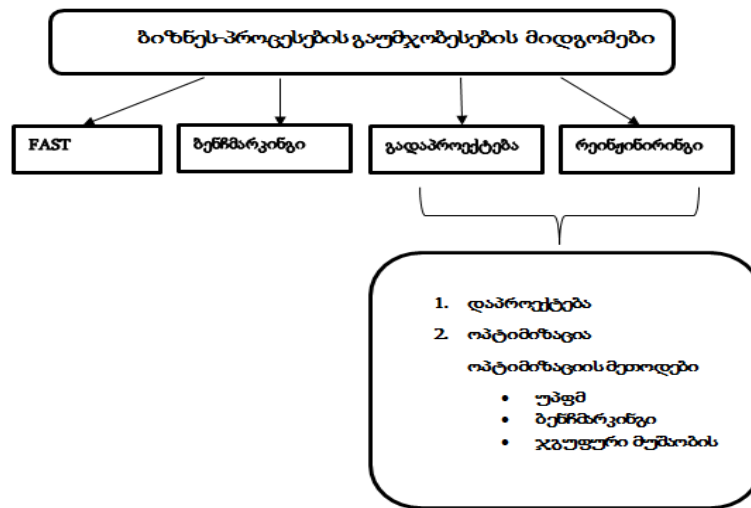 ბიზნეს-პროცესების გაუმჯობესების მიდგომები
FAST
ბენჩმარკინგი
გადაპროექტება
რეინჟინირინგი
1. დაპროექტება
2. ოპტიმიზაცია
ოპტიმიზაციის მეთოდები
• უპფმ
• ბენჩმარკინგი
• ჯგუფური მუშაობის